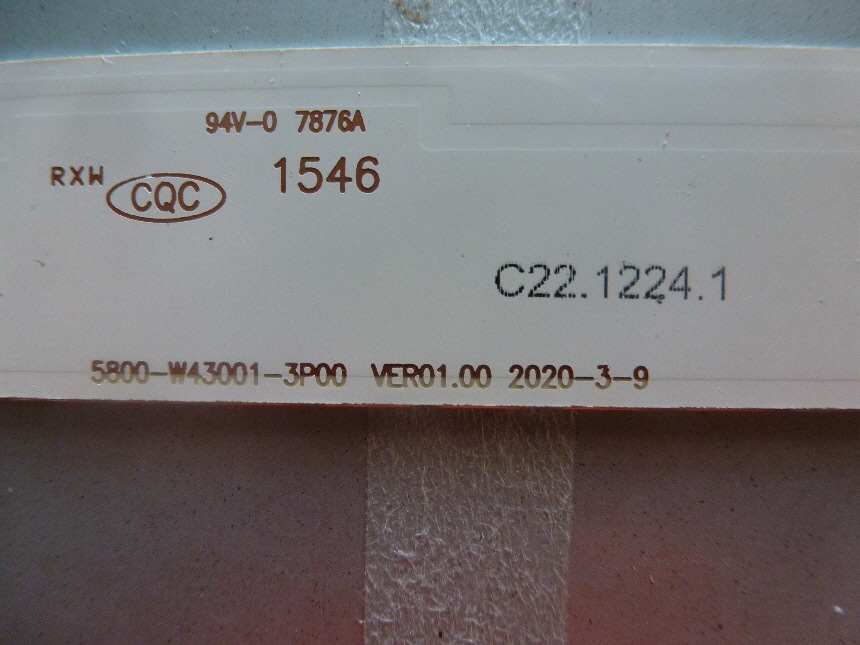 94V-0 7876A
RXW CQC 1546
C22.1224.1
5800-W43001-3P00 VER01.00 2020-3-9